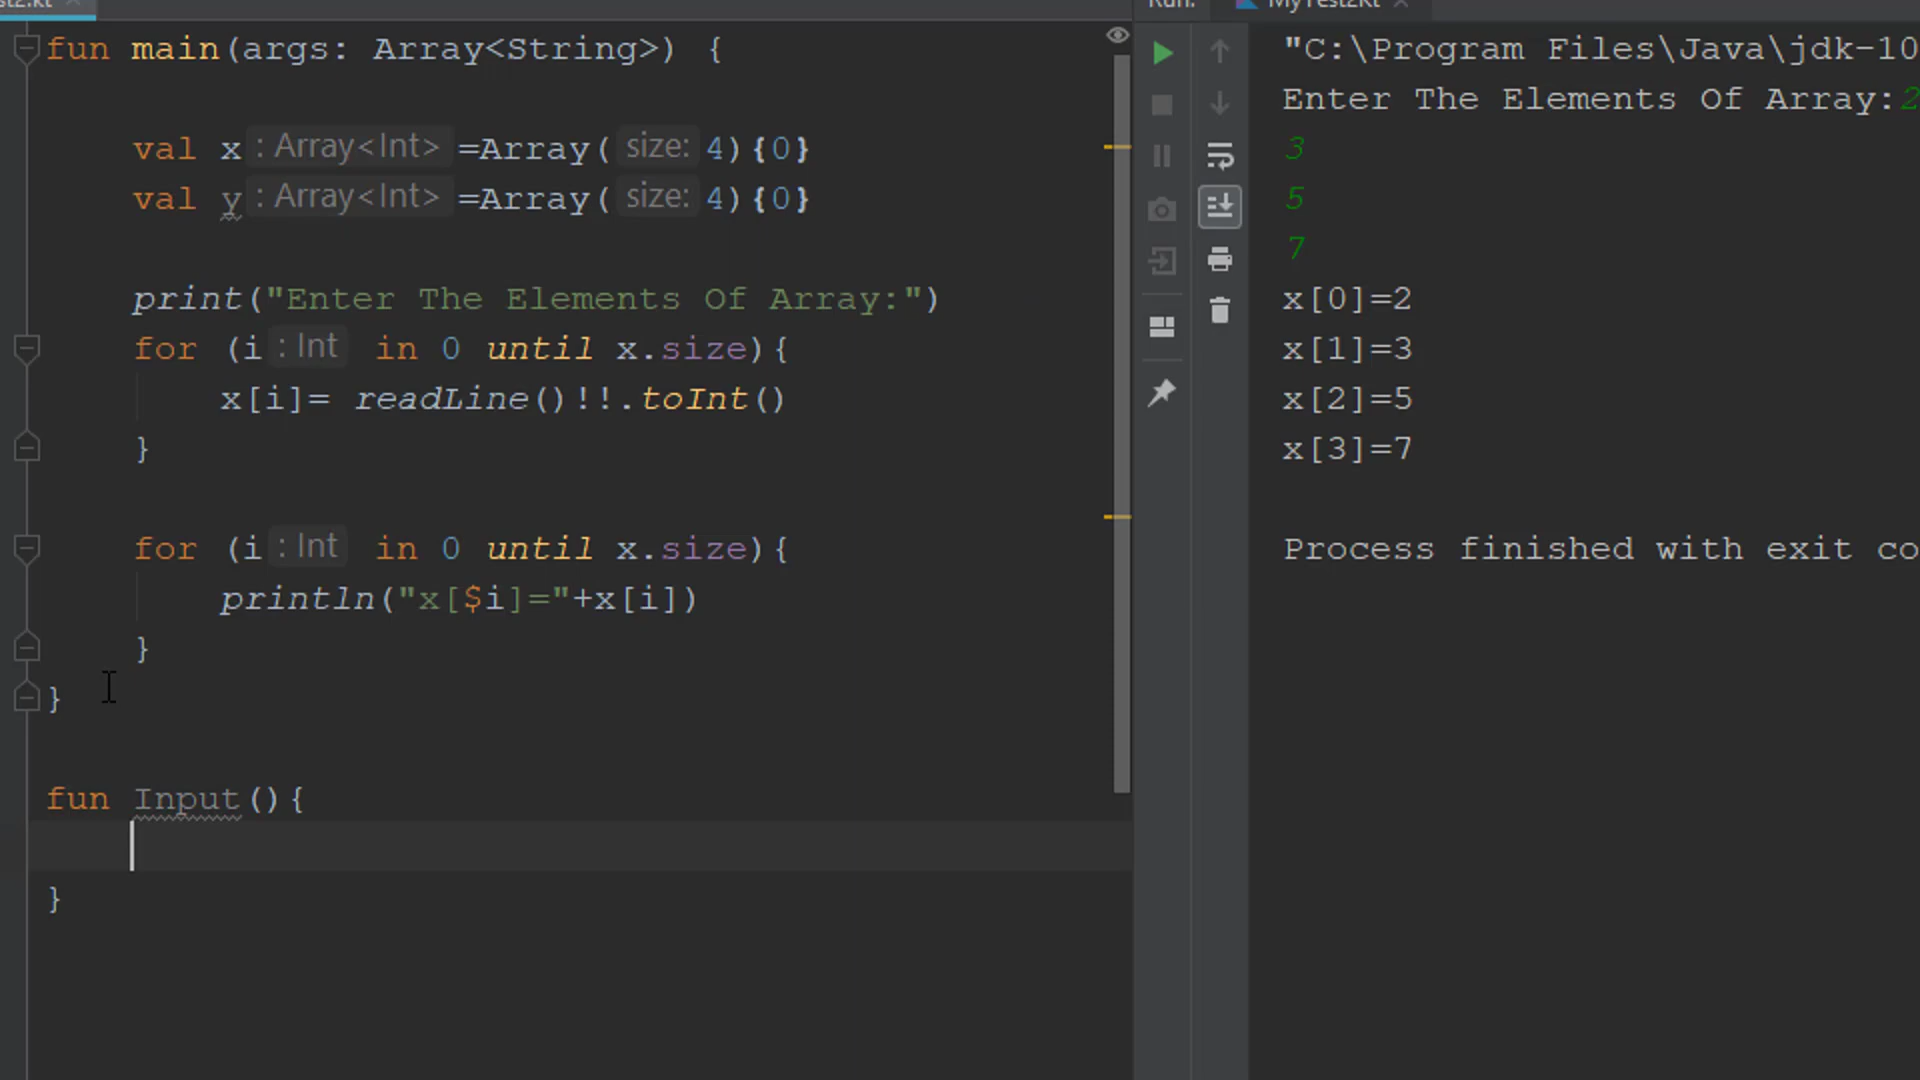 fun main(args: Array<String>) {
val x : Array<Int> =Array( size: 4){0}
val y : Array<Int> =Array( size: 4){0}
print("Enter The Elements Of Array:")
for (i : Int in 0 until x.size){
x[i]= readLine()!!.toInt()
}
for (i : Int in 0 until x.size){
println("x[$i]="+x[i])
}
}
fun Input(){
}
Run:
MyTest2Kt
"C:\Program Files\Java\jdk-10
Enter The Elements Of Array:2
3
5
7
x[0]=2
x[1]=3
x[2]=5
x[3]=7
Process finished with exit co